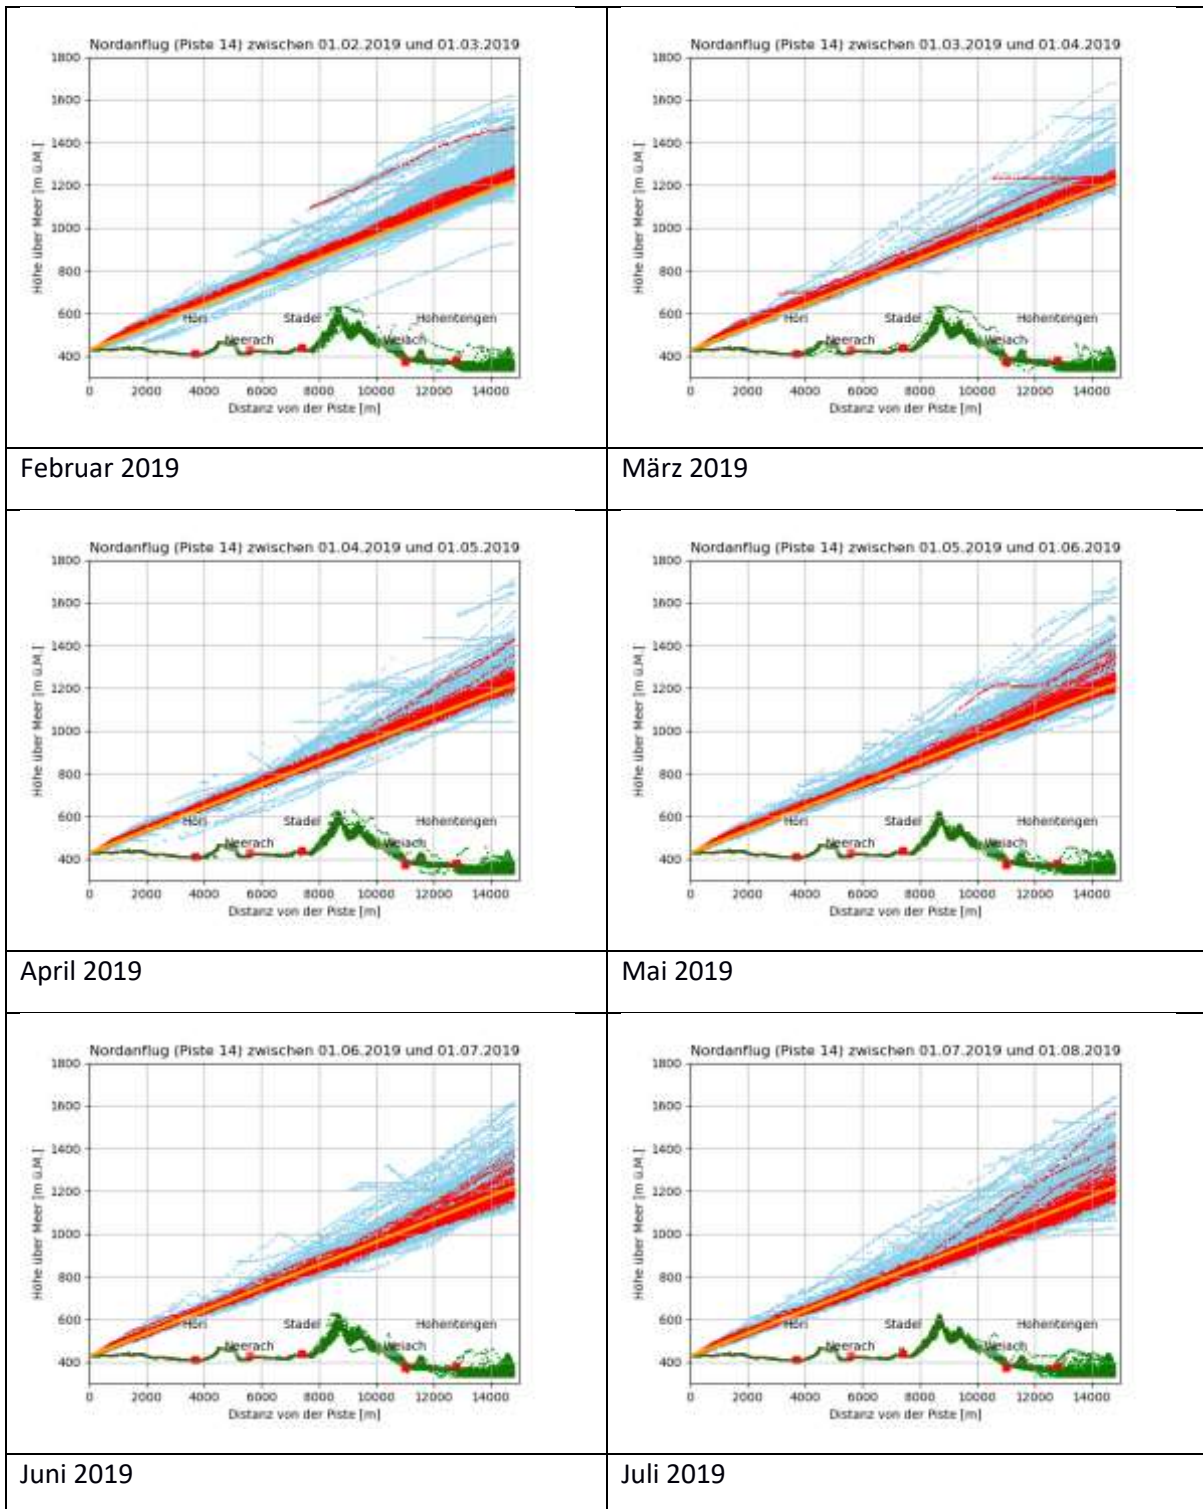 Nordanflug (Piste 14) zwischen 01.02.2019 und 01.03.2019
1800
1600
1400
1200
1000
800
600
400
Höhe über Meer [m ü.M.]
Höri
Neerach
Stadel
Weiach
Hohentengen
0 2000 4000 6000 8000 10000 12000 14000
Distanz von der Piste [m]
Februar 2019
Nordanflug (Piste 14) zwischen 01.03.2019 und 01.04.2019
1800
1600
1400
1200
1000
800
600
400
Höhe über Meer [m ü.M.]
Höri
Neerach
Stadel
Weiach
Hohentengen
0 2000 4000 6000 8000 10000 12000 14000
Distanz von der Piste [m]
März 2019
Nordanflug (Piste 14) zwischen 01.04.2019 und 01.05.2019
1800
1600
1400
1200
1000
800
600
400
Höhe über Meer [m ü.M.]
Höri
Neerach
Stadel
Weiach
Hohentengen
0 2000 4000 6000 8000 10000 12000 14000
Distanz von der Piste [m]
April 2019
Nordanflug (Piste 14) zwischen 01.05.2019 und 01.06.2019
1800
1600
1400
1200
1000
800
600
400
Höhe über Meer [m ü.M.]
Höri
Neerach
Stadel
Weiach
Hohentengen
0 2000 4000 6000 8000 10000 12000 14000
Distanz von der Piste [m]
Mai 2019
Nordanflug (Piste 14) zwischen 01.06.2019 und 01.07.2019
1800
1600
1400
1200
1000
800
600
400
Höhe über Meer [m ü.M.]
Höri
Neerach
Stadel
Weiach
Hohentengen
0 2000 4000 6000 8000 10000 12000 14000
Distanz von der Piste [m]
Juni 2019
Nordanflug (Piste 14) zwischen 01.07.2019 und 01.08.2019
1800
1600
1400
1200
1000
800
600
400
Höhe über Meer [m ü.M.]
Höri
Neerach
Stadel
Weiach
Hohentengen
0 2000 4000 6000 8000 10000 12000 14000
Distanz von der Piste [m]
Juli 2019